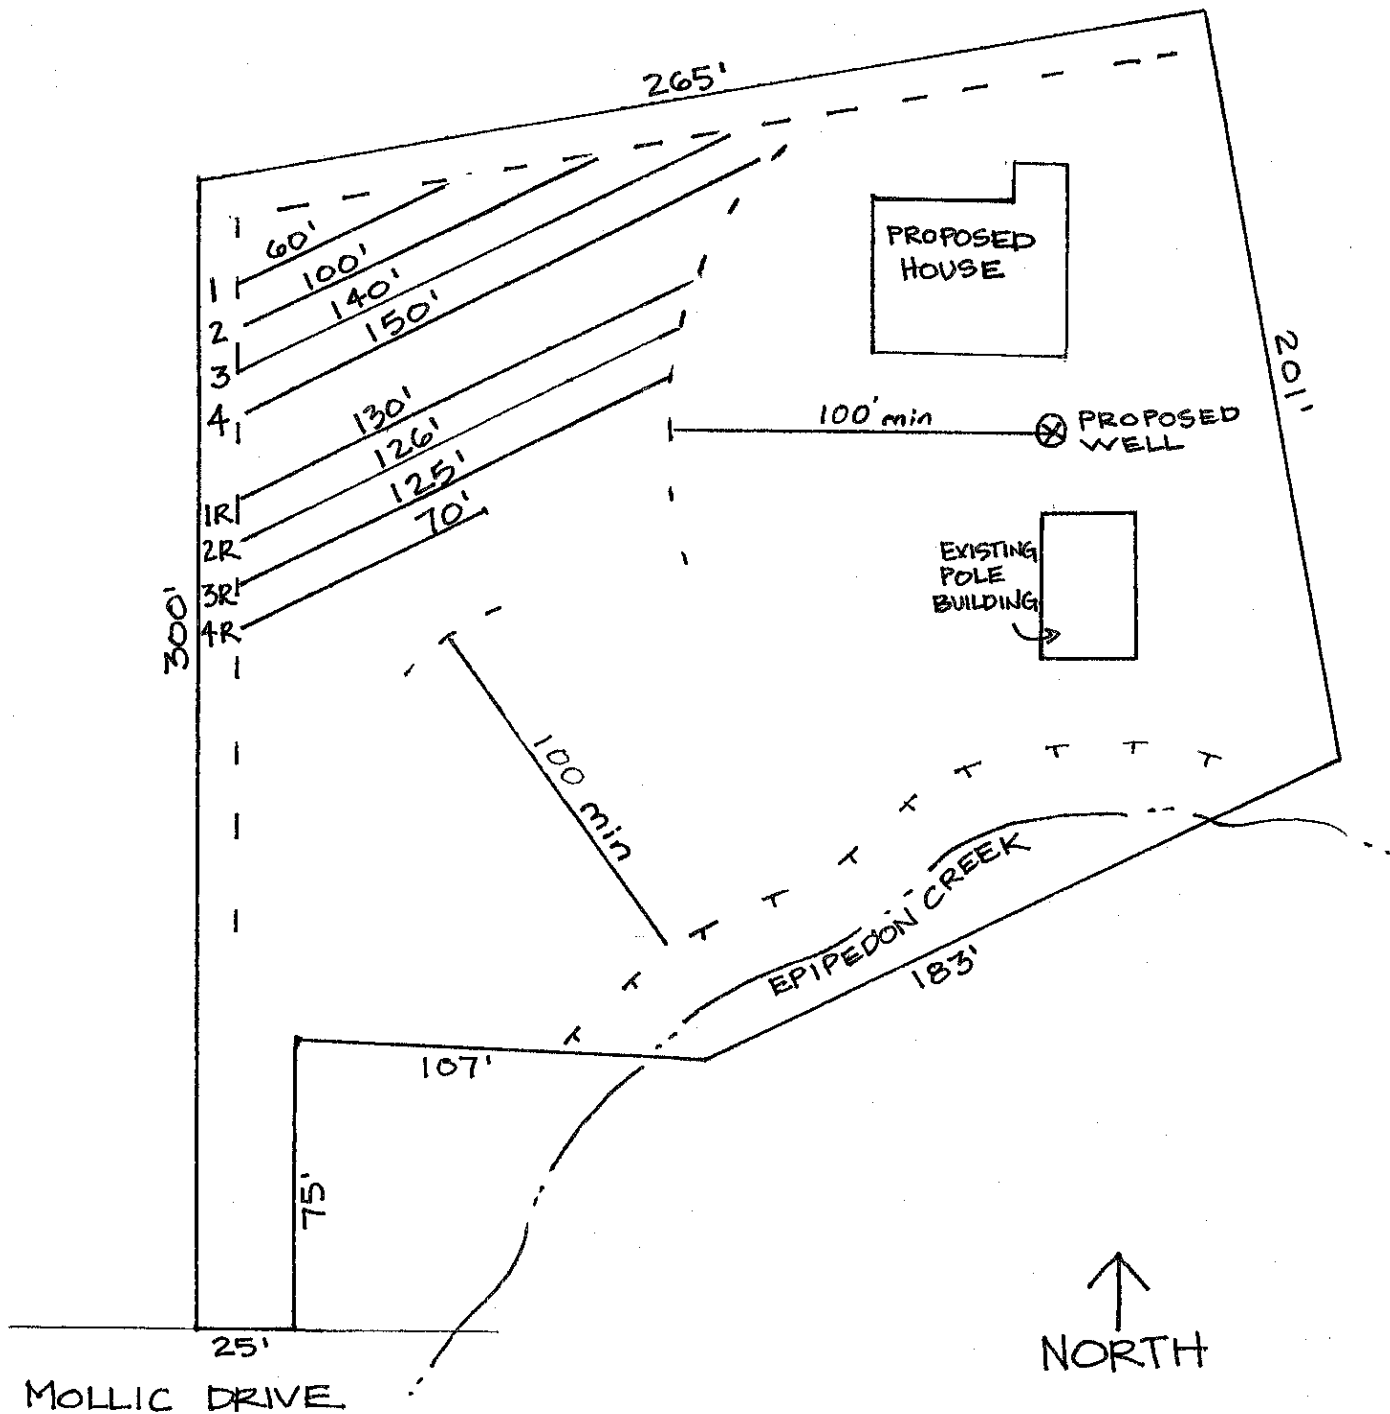 265'
60'
100'
140'
150'
130'
126'
125'
70'
1
2
3
4
1R
2R
3R
4R
PROPOSED
HOUSE
201'
100' min
PROPOSED
WELL
EXISTING
POLE
BUILDING
300'
100 min
EPIPEDON CREEK
183'
107'
75'
25'
NORTH
MOLLIC DRIVE